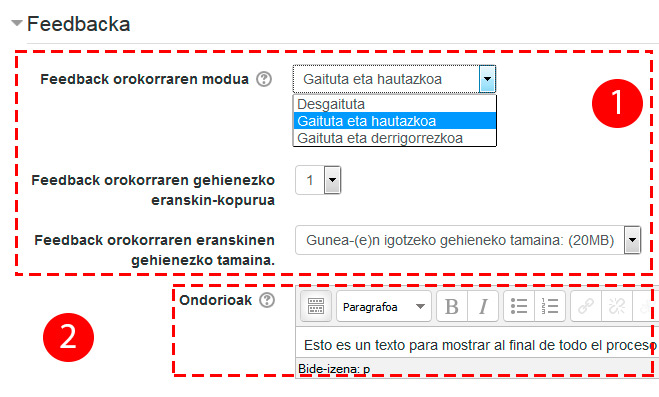 Feedbacka
Feedback orokorraren modua
Gaituta eta hautazkoa
Desgaituta
Gaituta eta hautazkoa
Gaituta eta derrigorrezkoa
1
Feedback orokorraren gehienezko
eranskin-kopurua
1
Feedback orokorraren eranskinen
gehienezko tamaina.
Gunea-(e)n igotzeko gehieneko tamaina: (20MB)
Ondorioak
Paragrafoa
B I
2
Esto es un texto para mostrar al final de todo el proceso
Bide-izena: p